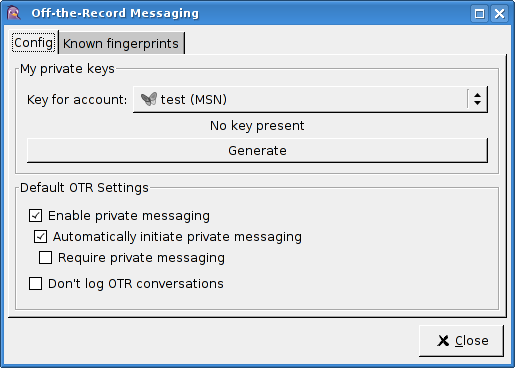 Off-the-Record Messaging
Config Known fingerprints
My private keys
Key for account: test (MSN)
No key present
Generate
Default OTR Settings
Enable private messaging
Automatically initiate private messaging
Require private messaging
Don't log OTR conversations
Close